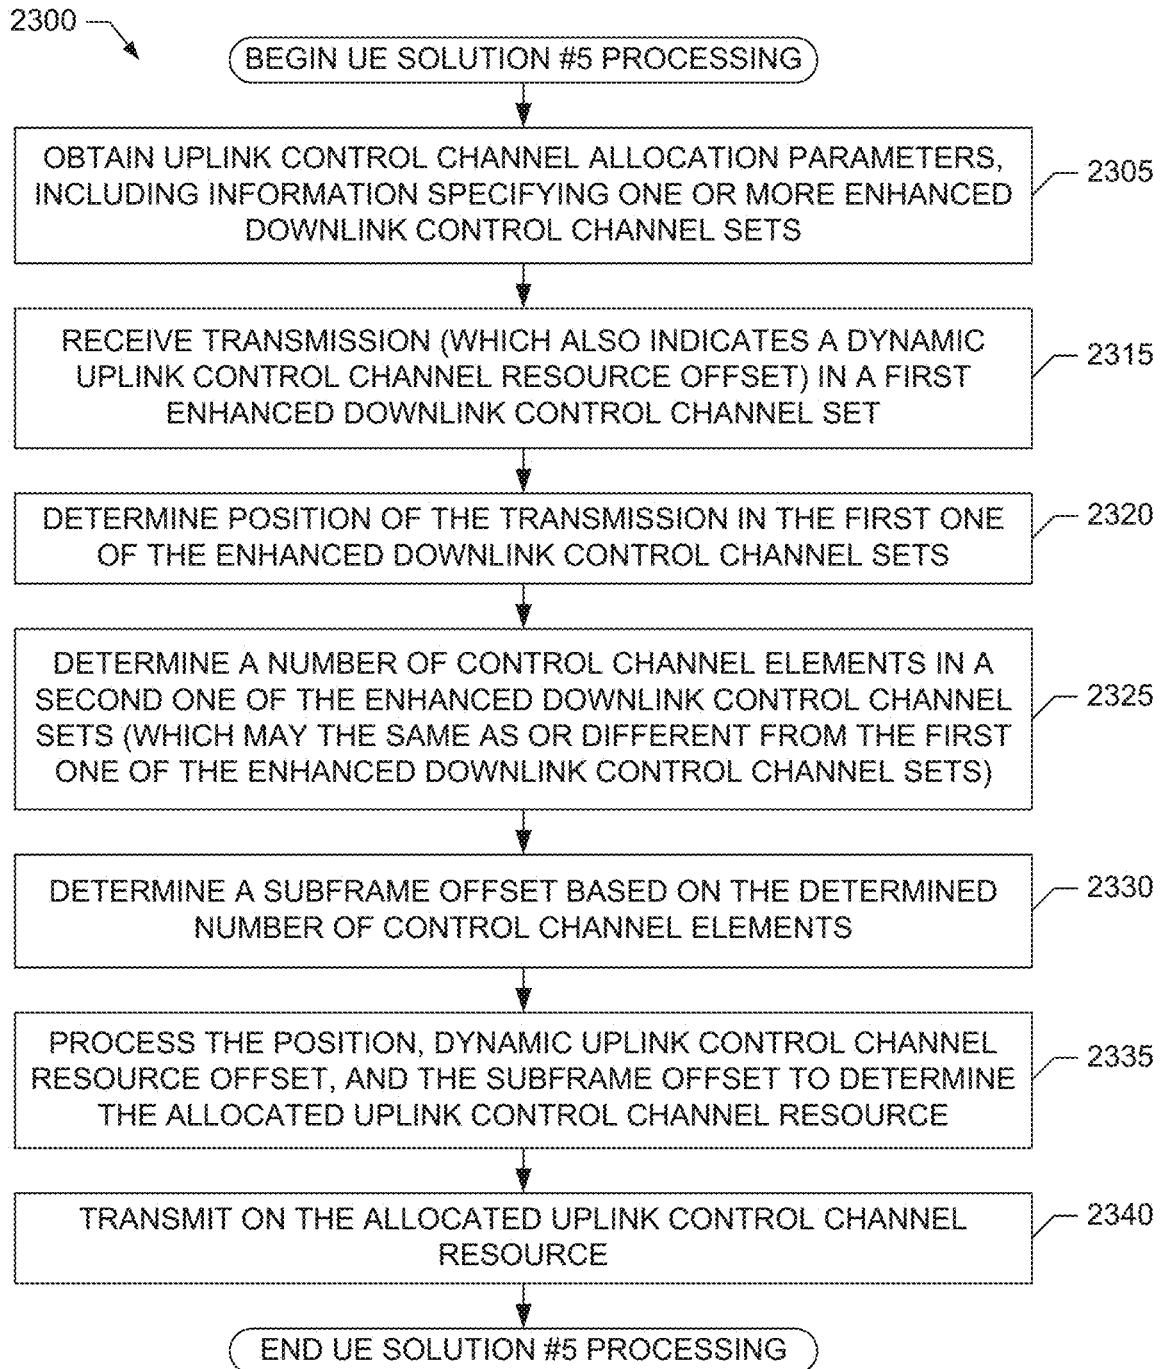 2300
BEGIN UE SOLUTION #5 PROCESSING
OBTAIN UPLINK CONTROL CHANNEL ALLOCATION PARAMETERS,
INCLUDING INFORMATION SPECIFYING ONE OR MORE ENHANCED
DOWNLINK CONTROL CHANNEL SETS
2305
RECEIVE TRANSMISSION (WHICH ALSO INDICATES A DYNAMIC
UPLINK CONTROL CHANNEL RESOURCE OFFSET) IN A FIRST
ENHANCED DOWNLINK CONTROL CHANNEL SET
2315
DETERMINE POSITION OF THE TRANSMISSION IN THE FIRST ONE
OF THE ENHANCED DOWNLINK CONTROL CHANNEL SETS
2320
DETERMINE A NUMBER OF CONTROL CHANNEL ELEMENTS IN A
SECOND ONE OF THE ENHANCED DOWNLINK CONTROL CHANNEL
SETS (WHICH MAY THE SAME AS OR DIFFERENT FROM THE FIRST
ONE OF THE ENHANCED DOWNLINK CONTROL CHANNEL SETS)
2325
DETERMINE A SUBFRAME OFFSET BASED ON THE DETERMINED
NUMBER OF CONTROL CHANNEL ELEMENTS
2330
PROCESS THE POSITION, DYNAMIC UPLINK CONTROL CHANNEL
RESOURCE OFFSET, AND THE SUBFRAME OFFSET TO DETERMINE
THE ALLOCATED UPLINK CONTROL CHANNEL RESOURCE
2335
TRANSMIT ON THE ALLOCATED UPLINK CONTROL CHANNEL
RESOURCE
2340
END UE SOLUTION #5 PROCESSING